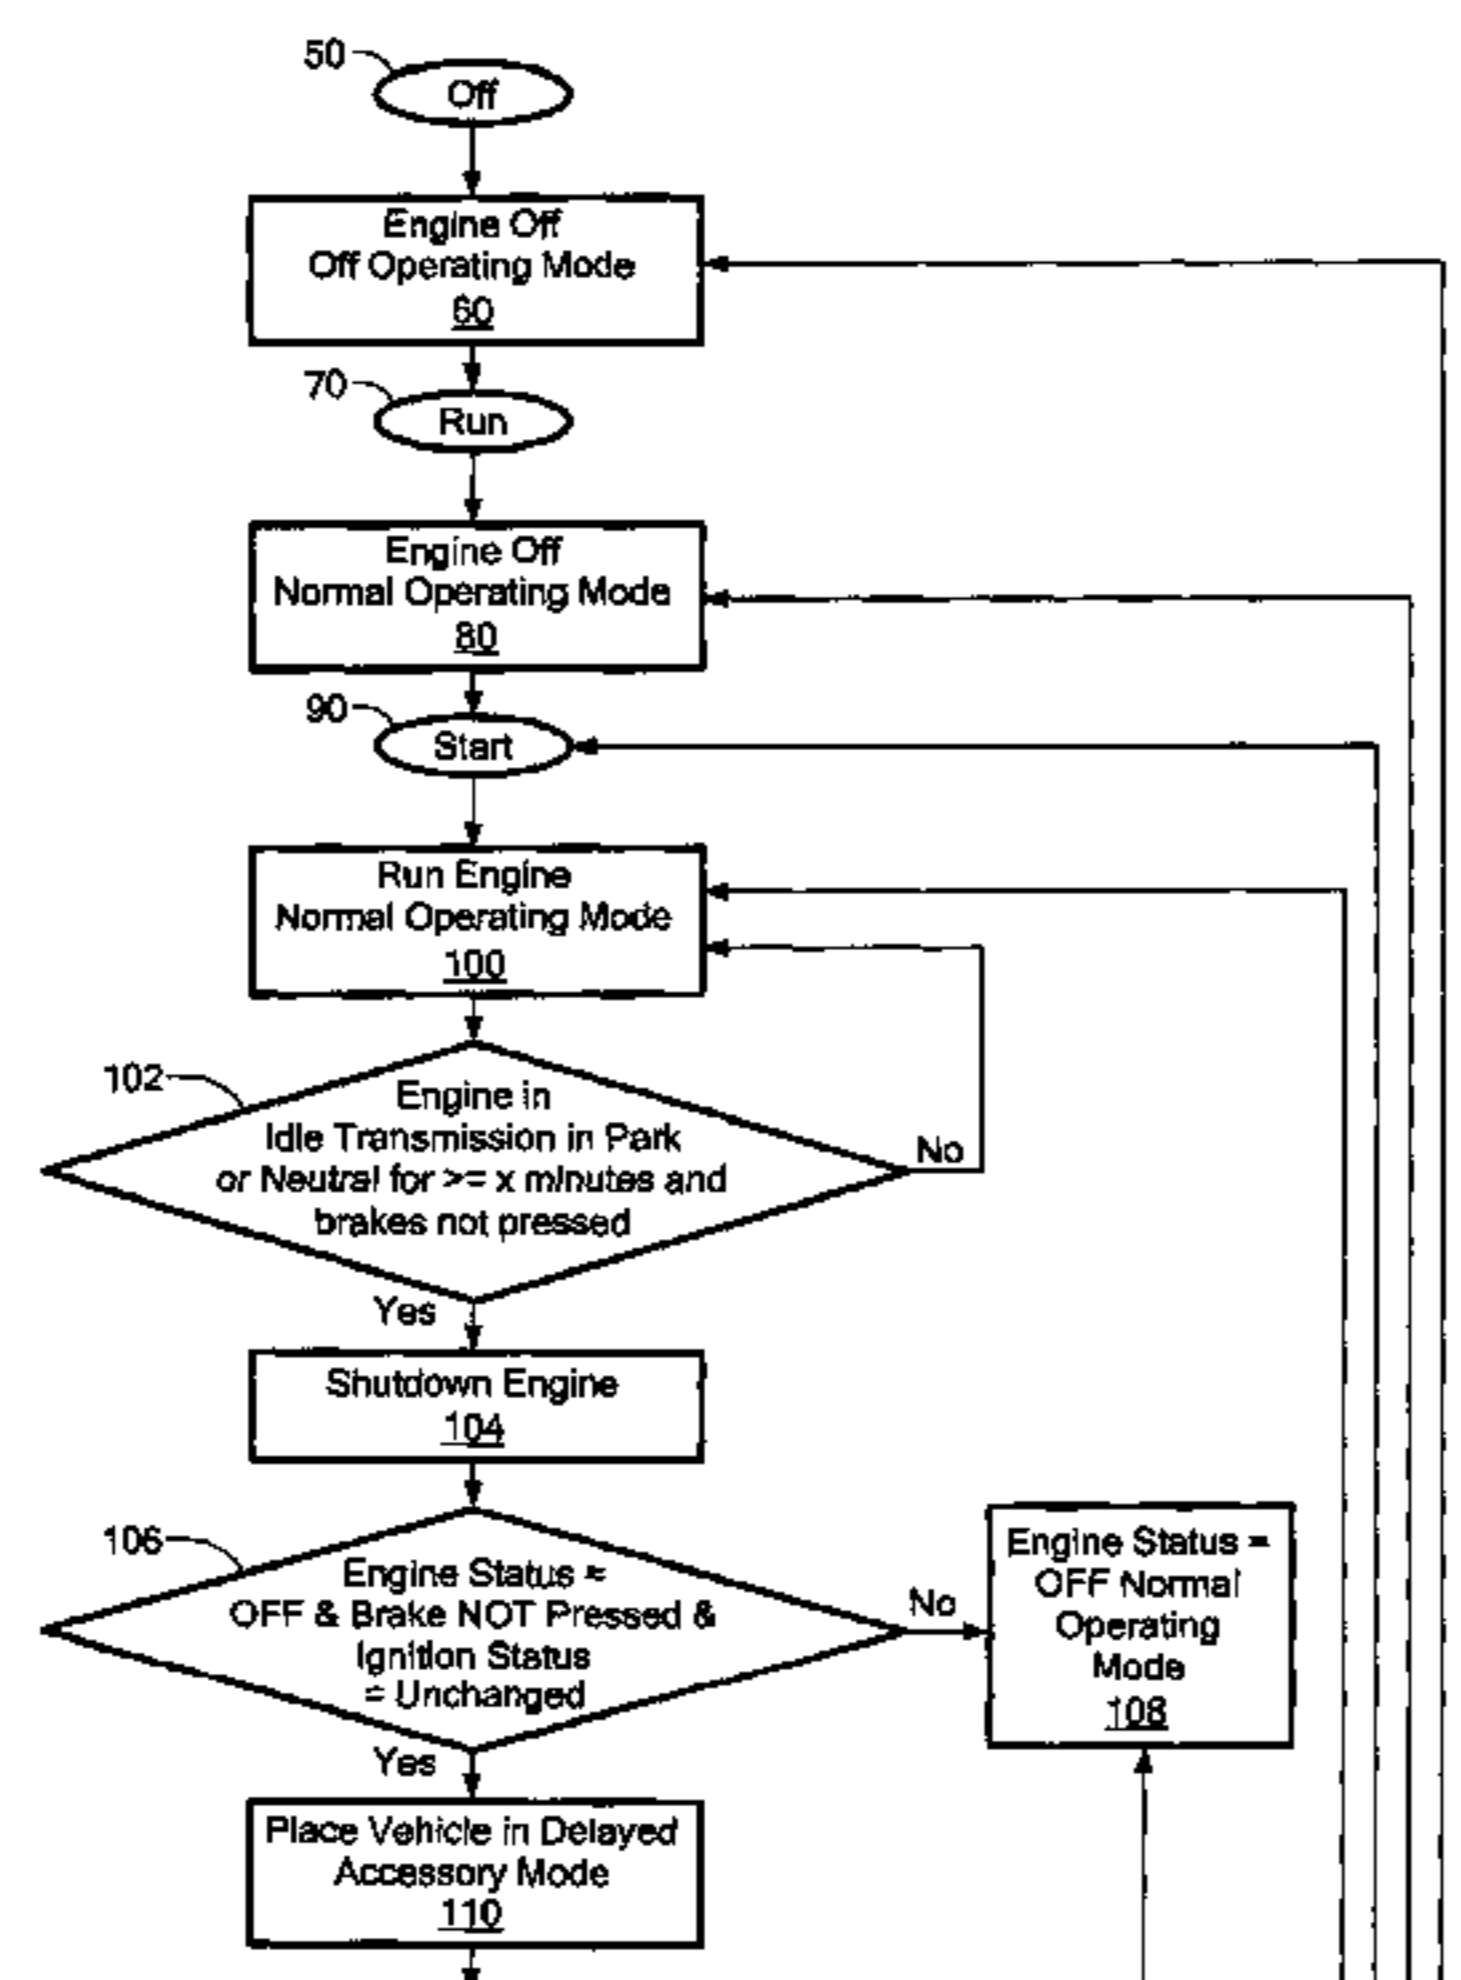 50
Off
Engine Off
Off Operating Mode
60
70
Run
Engine Off
Normal Operating Mode
80
90
Start
Run Engine
Normal Operating Mode
100
102
Engine in
Idle Transmission in Park
or Neutral for >= x minutes and
brakes not pressed
No
Yes
Shutdown Engine
104
106
Engine Status =
OFF & Brake NOT Pressed &
Ignition Status
= Unchanged
No
Engine Status =
OFF Normal
Operating
Mode
108
Yes
Place Vehicle in Delayed
Accessory Mode
110